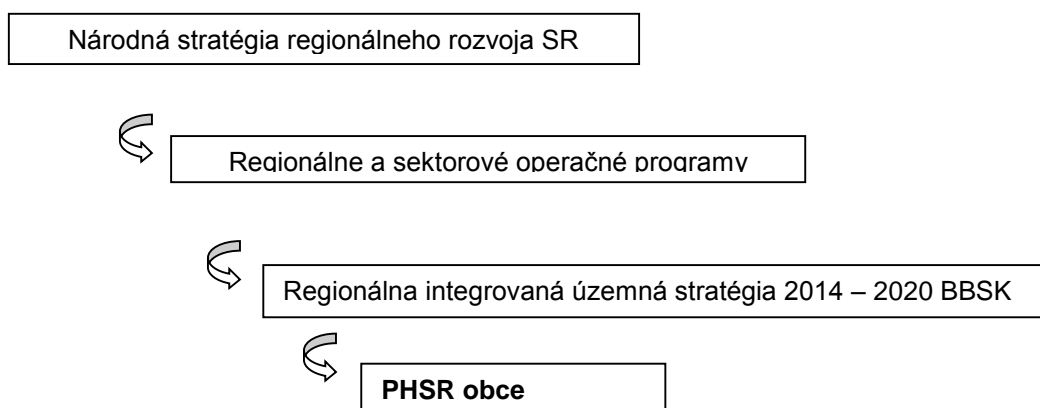 Národná stratégia regionálneho rozvoja SR
Regionálne a sektorové operačné programy
Regionálna integrovaná územná stratégia 2014 – 2020 BBSK
PHSR obce